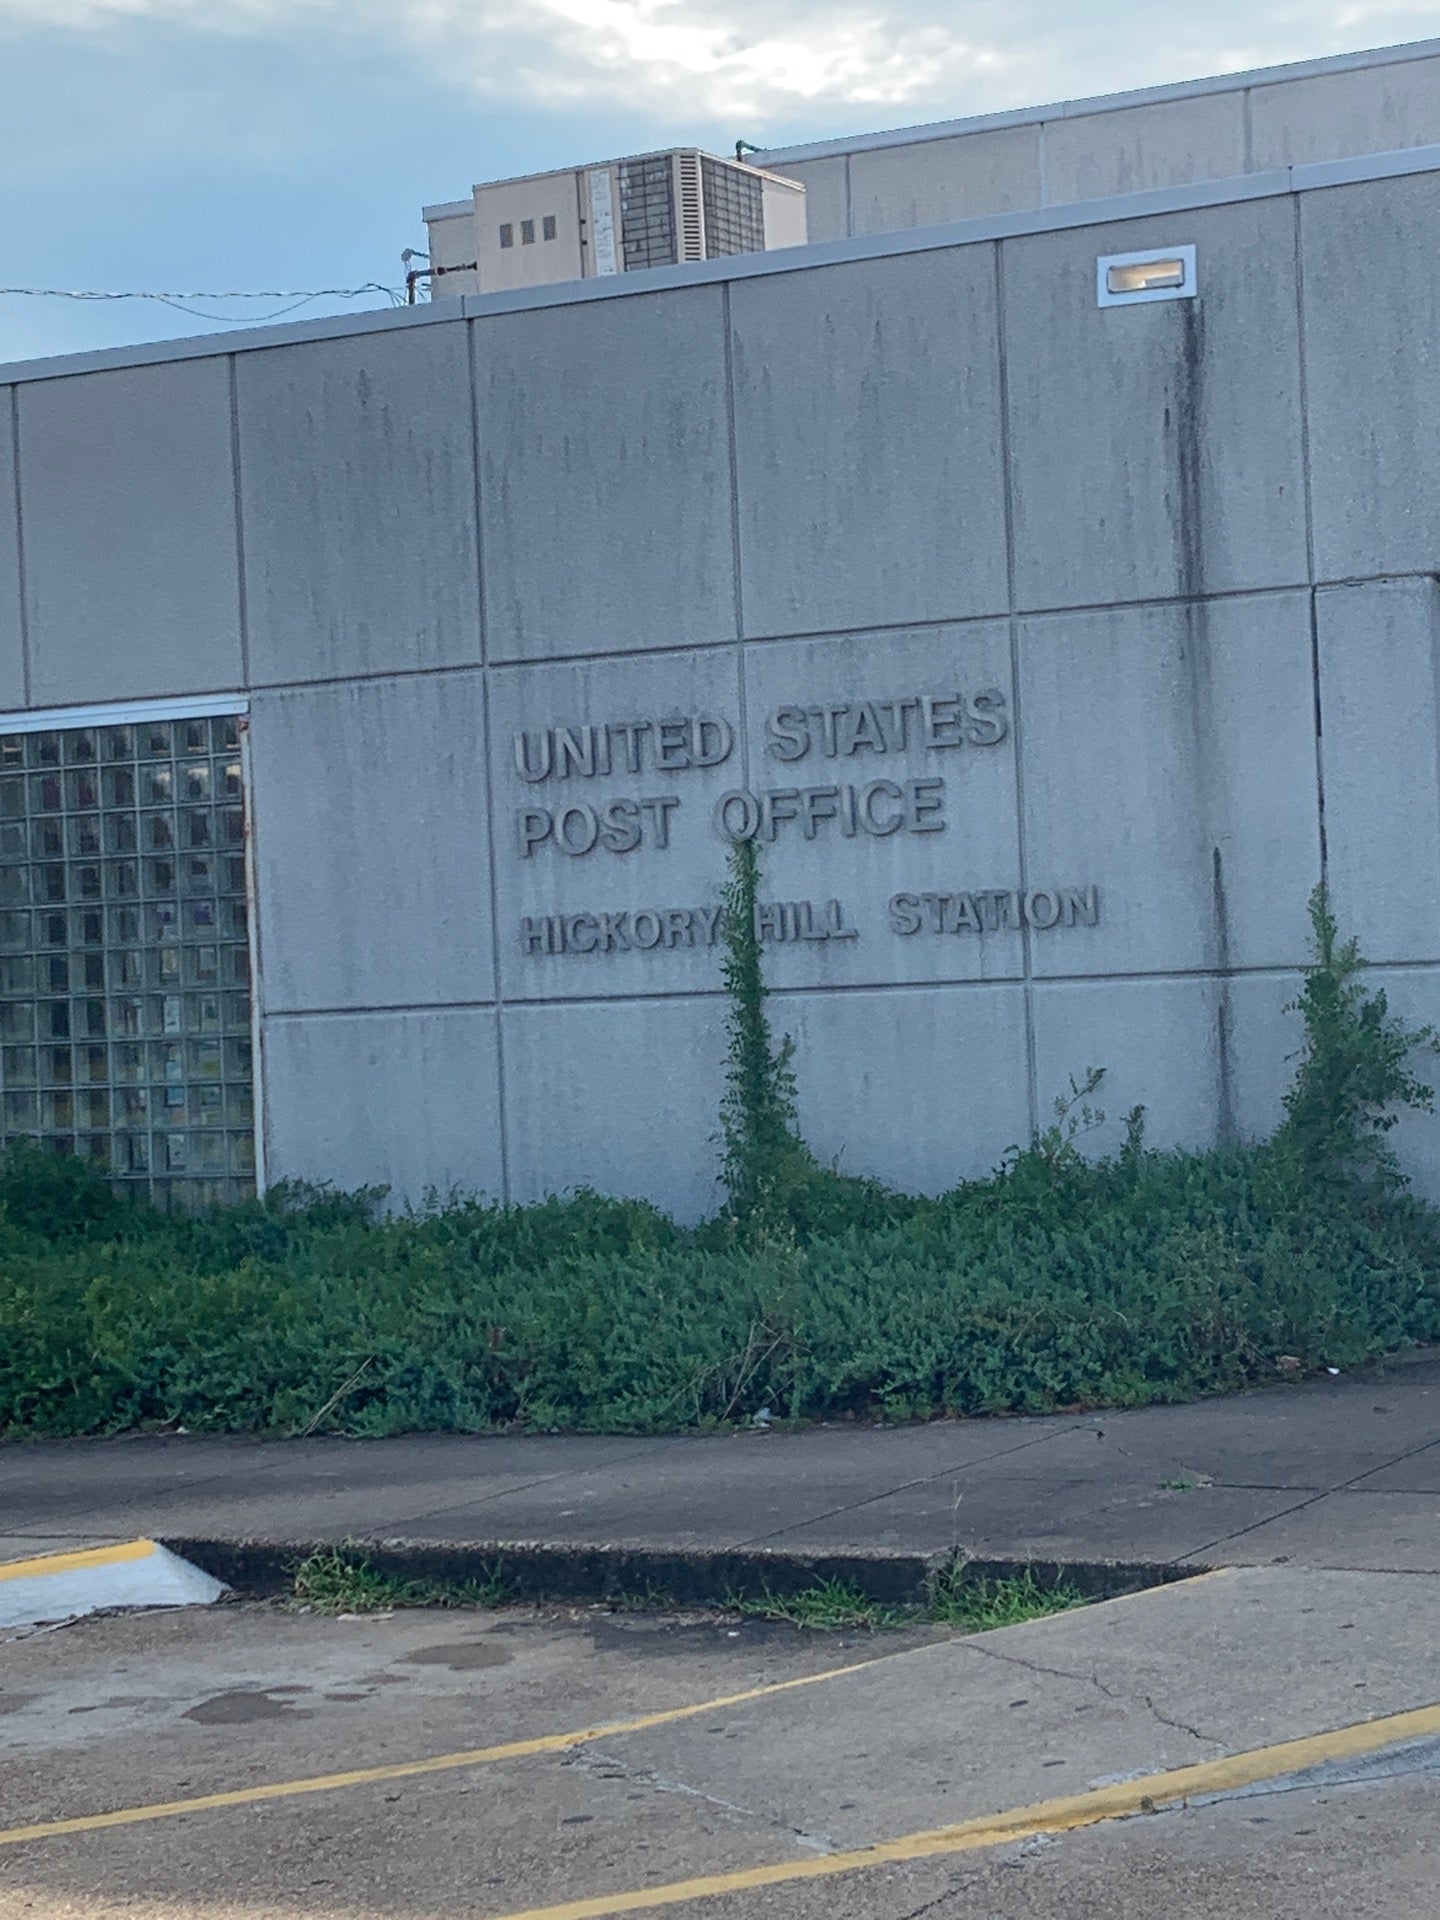 UNITED STATES
POST OFFICE
HICKORY HILL STATION